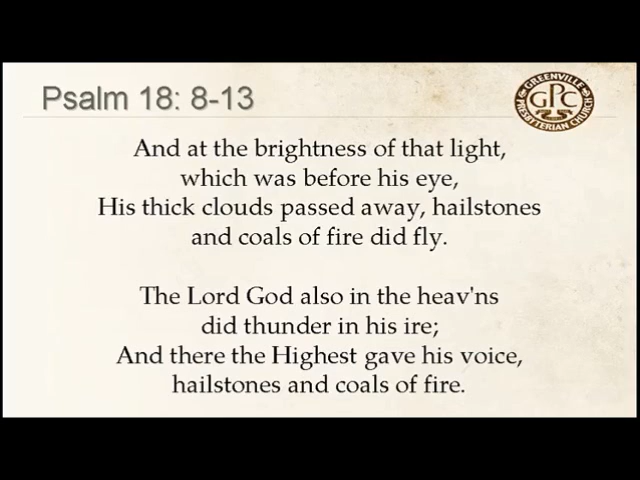 Psalm 18: 8-13
GREENVILLE
GPC
PRESBYTERIAN CHURCH
And at the brightness of that light,
which was before his eye,
His thick clouds passed away, hailstones
and coals of fire did fly.
The Lord God also in the heav'ns
did thunder in his ire;
And there the Highest gave his voice,
hailstones and coals of fire.